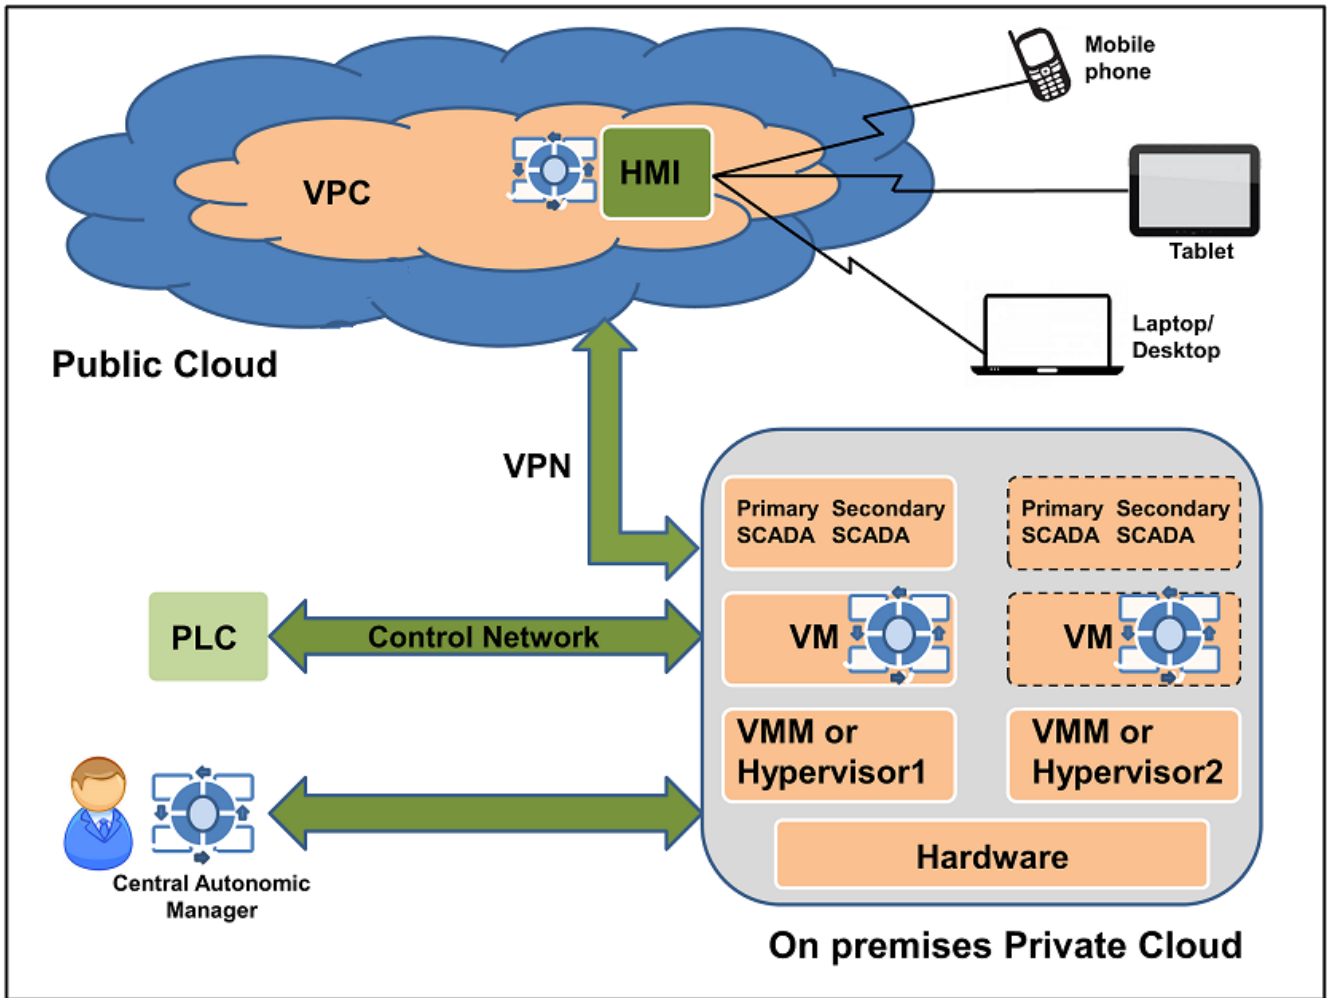 Mobile
phone
VPC
HMI
Tablet
Laptop/
Desktop
Public Cloud
VPN
Primary Secondary
SCADA SCADA
Primary Secondary
SCADA SCADA
PLC
Control Network
VM
VM
VMM or
Hypervisor1
VMM or
Hypervisor2
Central Autonomic
Manager
Hardware
On premises Private Cloud